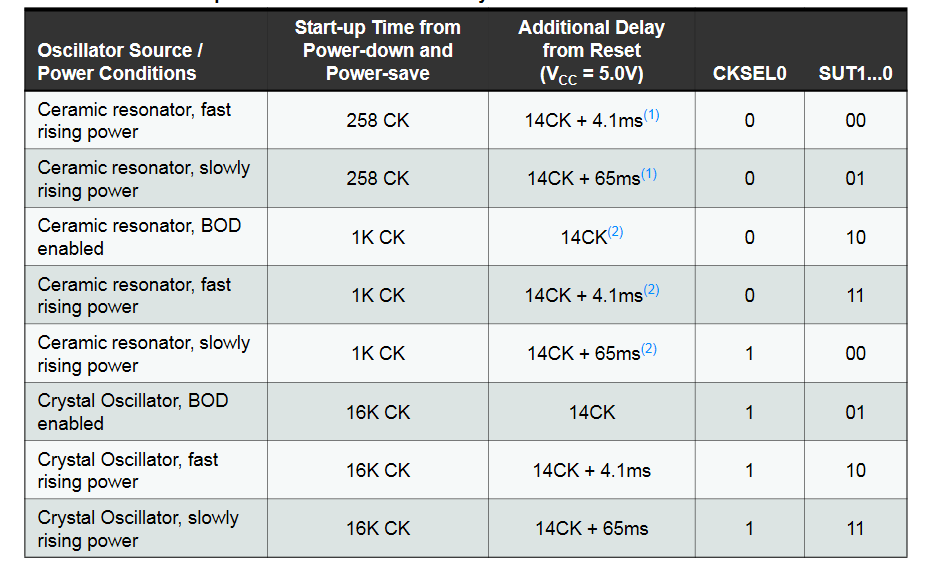 Oscillator Source / Power Conditions | Start-up Time from Power-down and Power-save | Additional Delay from Reset (VCC = 5.0V) | CKSEL0 | SUT1...0
Ceramic resonator, fast rising power | 258 CK | 14CK + 4.1ms(1) | 0 | 00
Ceramic resonator, slowly rising power | 258 CK | 14CK + 65ms(1) | 0 | 01
Ceramic resonator, BOD enabled | 1K CK | 14CK(2) | 0 | 10
Ceramic resonator, fast rising power | 1K CK | 14CK + 4.1ms(2) | 0 | 11
Ceramic resonator, slowly rising power | 1K CK | 14CK + 65ms(2) | 1 | 00
Crystal Oscillator, BOD enabled | 16K CK | 14CK | 1 | 01
Crystal Oscillator, fast rising power | 16K CK | 14CK + 4.1ms | 1 | 10
Crystal Oscillator, slowly rising power | 16K CK | 14CK + 65ms | 1 | 11